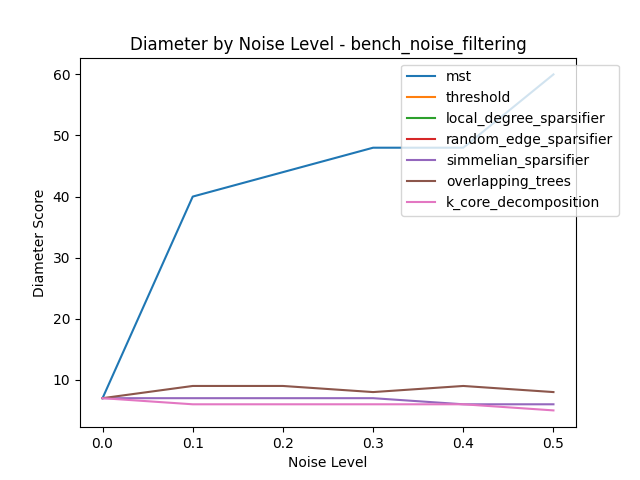 Diameter by Noise Level - bench_noise_filtering
mst
threshold
local_degree_sparsifier
random_edge_sparsifier
simmelian_sparsifier
overlapping_trees
k_core_decomposition
Diameter Score
60
50
40
30
20
10
0.0 0.1 0.2 0.3 0.4 0.5
Noise Level